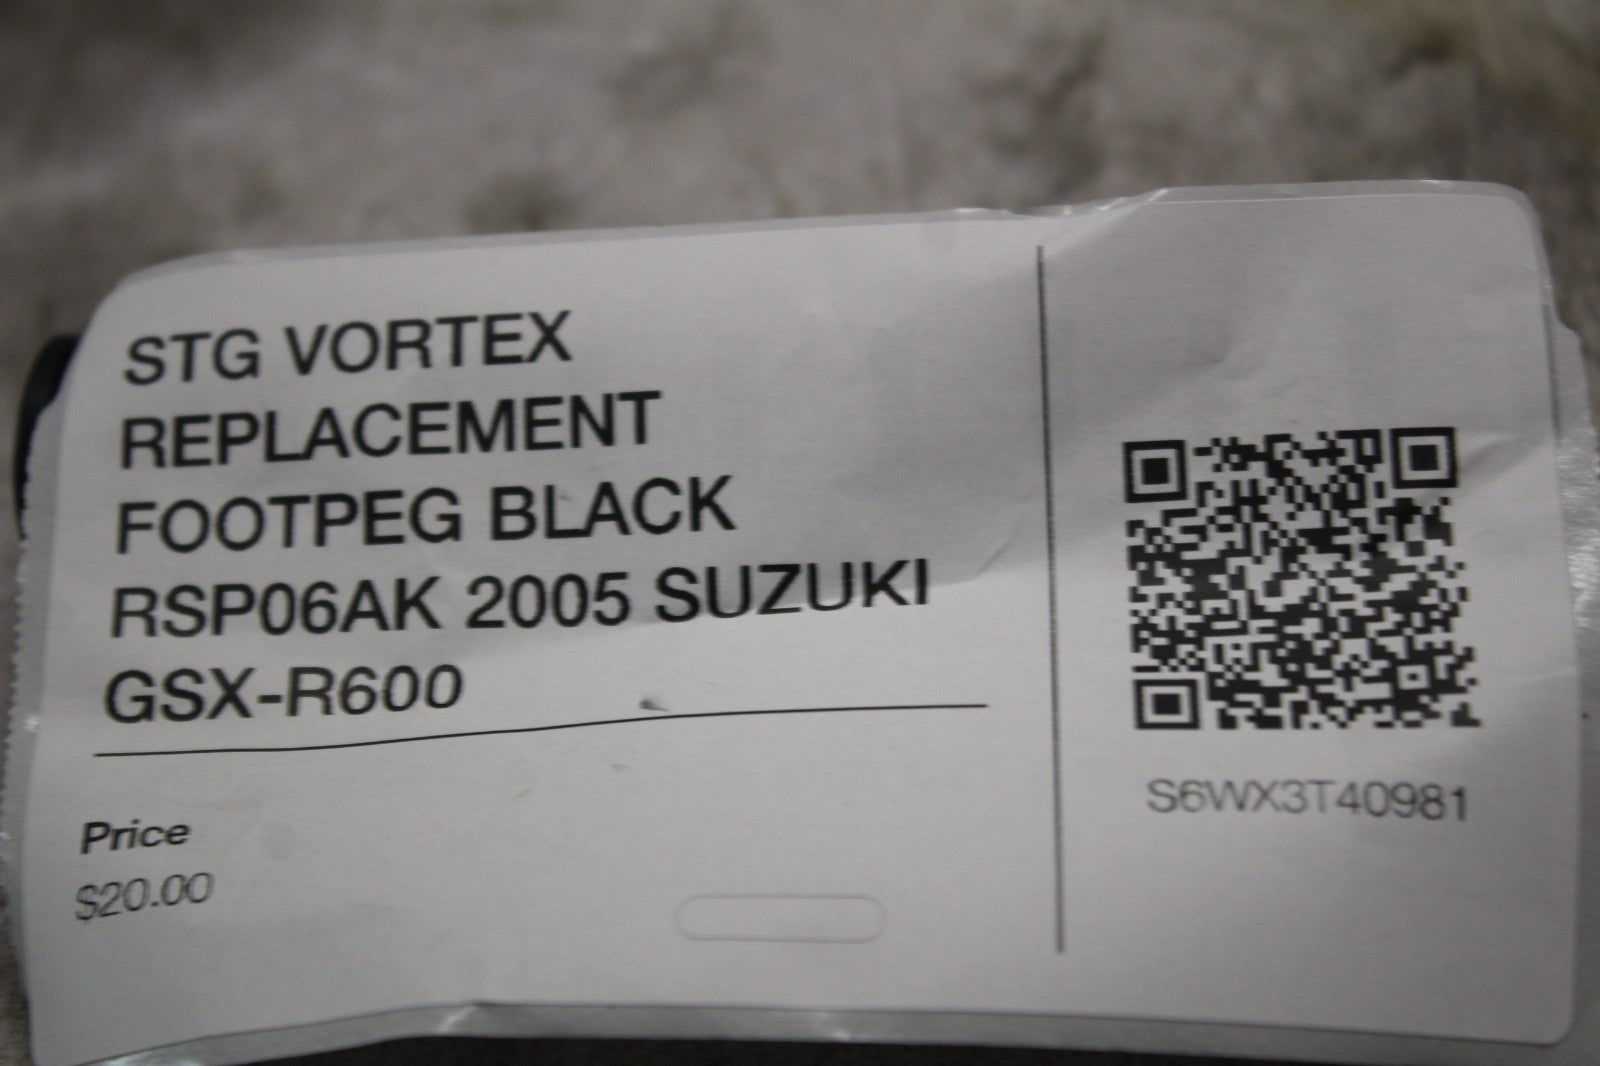 STG VORTEX
REPLACEMENT
FOOTPEG BLACK
RSP06AK 2005 SUZUKI
GSX-R600
Price
$20.00
S6WX3T40981